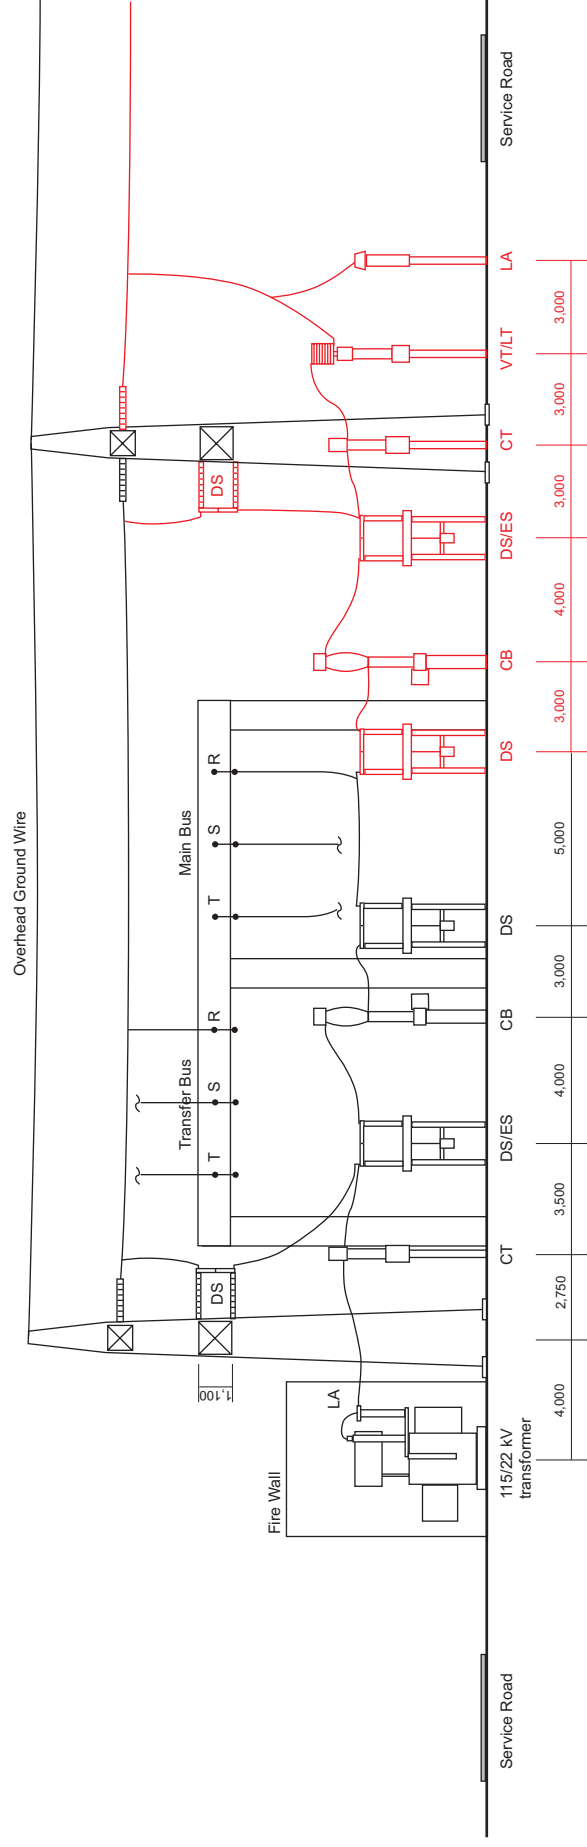 Overhead Ground Wire
Transfer Bus
Main Bus
T
S
R
T
S
R
DS
DS
1,100
Fire Wall
LA
Service Road
115/22 kV
transformer
CT
DS/ES
CB
DS
DS
CB
DS/ES
CT
VT/LT
LA
Service Road
4,000
2,750
3,500
4,000
3,000
5,000
3,000
4,000
3,000
3,000
3,000